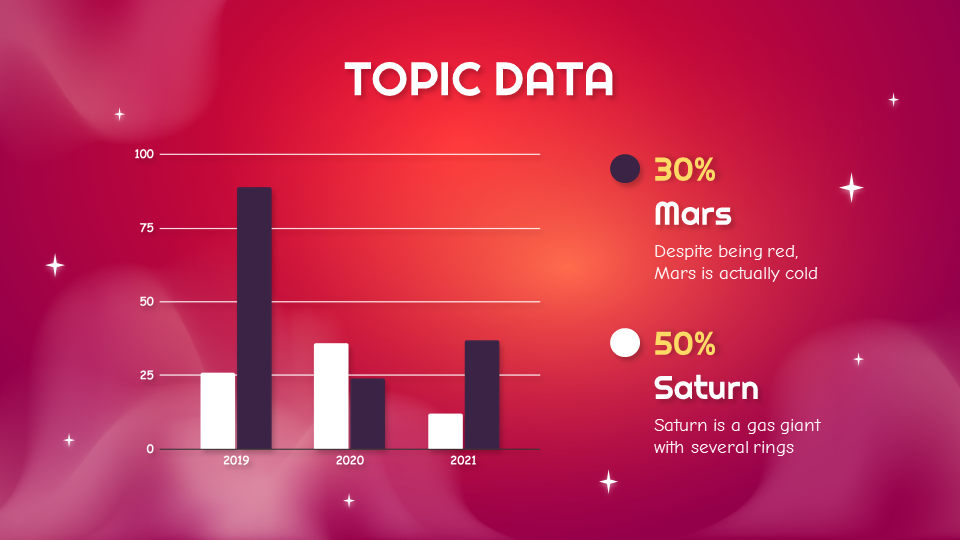 TOPIC DATA
100
75
50
25
0
2019
2020
2021
30%
Mars
Despite being red,
Mars is actually cold
50%
Saturn
Saturn is a gas giant
with several rings